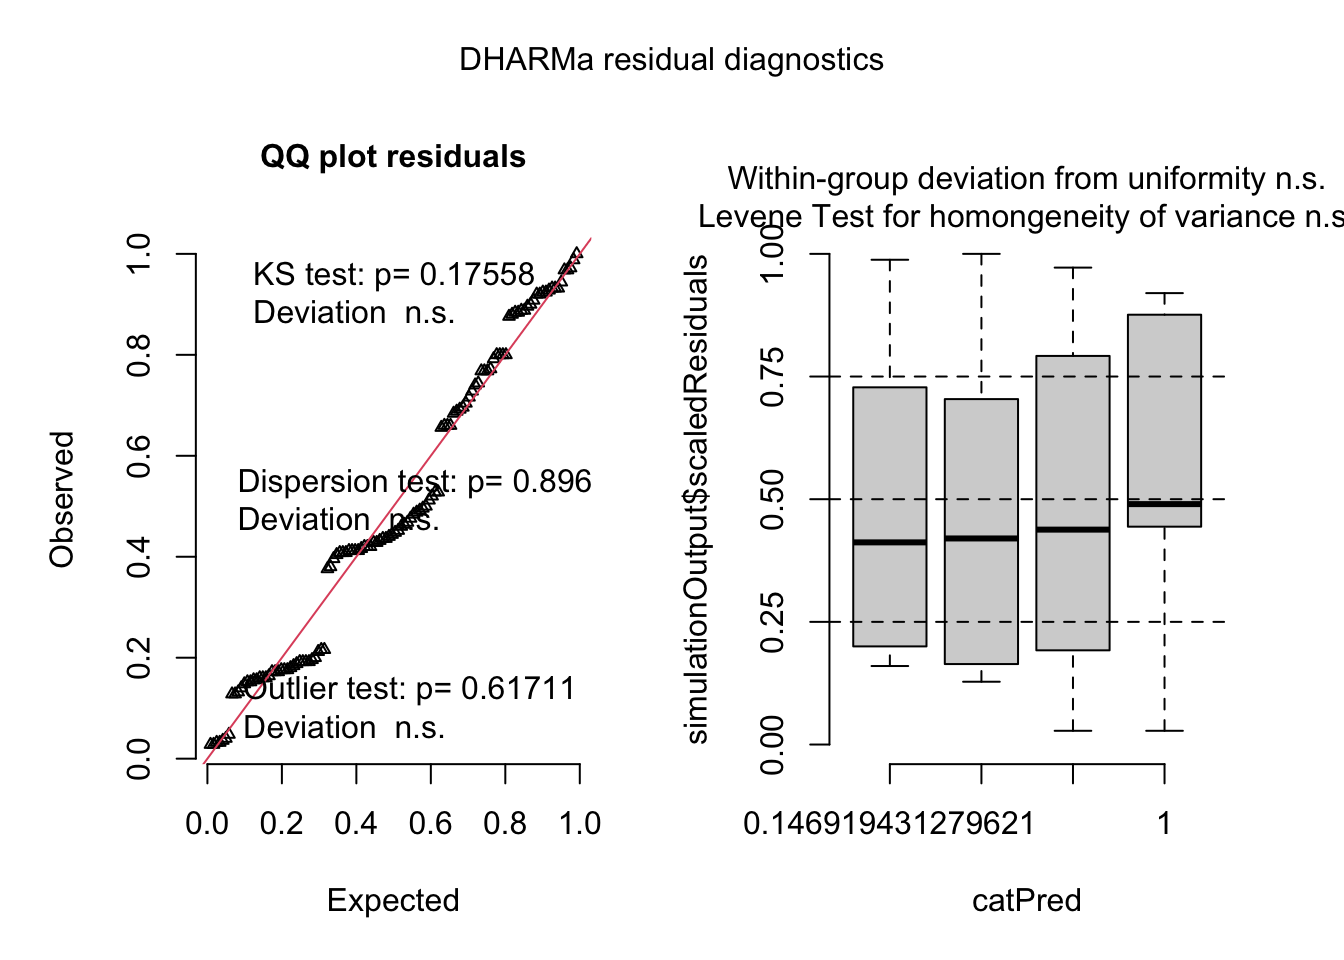 DHARMa residual diagnostics
QQ plot residuals
KS test: p= 0.17558
Deviation  n.s.
Dispersion test: p= 0.896
Deviation  n.s.
Outlier test: p= 0.61711
Deviation  n.s.
Observed
0.0 0.2 0.4 0.6 0.8 1.0
0.0 0.2 0.4 0.6 0.8 1.0
Expected
Within-group deviation from uniformity n.s.
Levene Test for homongeneity of variance n.s
simulationOutput$scaledResiduals
0.00 0.25 0.50 0.75 1.00
0.146919431279621 1
catPred